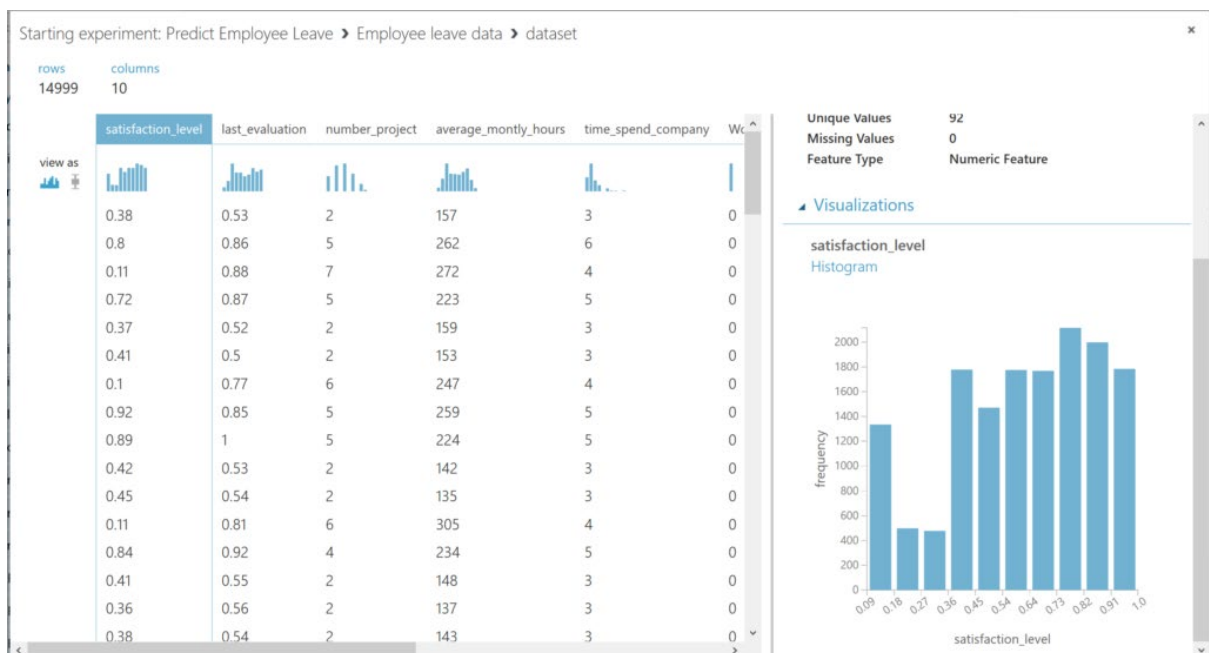 Starting experiment: Predict Employee Leave › Employee leave data › dataset
×
rows columns
14999 10
satisfaction_level last_evaluation number_project average_montly_hours time_spend_company Wc
view as
0.38 0.53 2 157 3 0
0.8 0.86 5 262 6 0
0.11 0.88 7 272 4 0
0.72 0.87 5 223 5 0
0.37 0.52 2 159 3 0
0.41 0.5 2 153 3 0
0.1 0.77 6 247 4 0
0.92 0.85 5 259 5 0
0.89 1 5 224 5 0
0.42 0.53 2 142 3 0
0.45 0.54 2 135 3 0
0.11 0.81 6 305 4 0
0.84 0.92 4 234 5 0
0.41 0.55 2 148 3 0
0.36 0.56 2 137 3 0
0.38 0.54 2 143 3 0
Unique Values 92
Missing Values 0
Feature Type Numeric Feature
Visualizations
satisfaction_level
Histogram
2000
1800
1600
1400
1200
1000
800
600
400
200
0
frequency
0.09 0.18 0.27 0.36 0.45 0.54 0.64 0.73 0.82 0.91 1.0
satisfaction_level